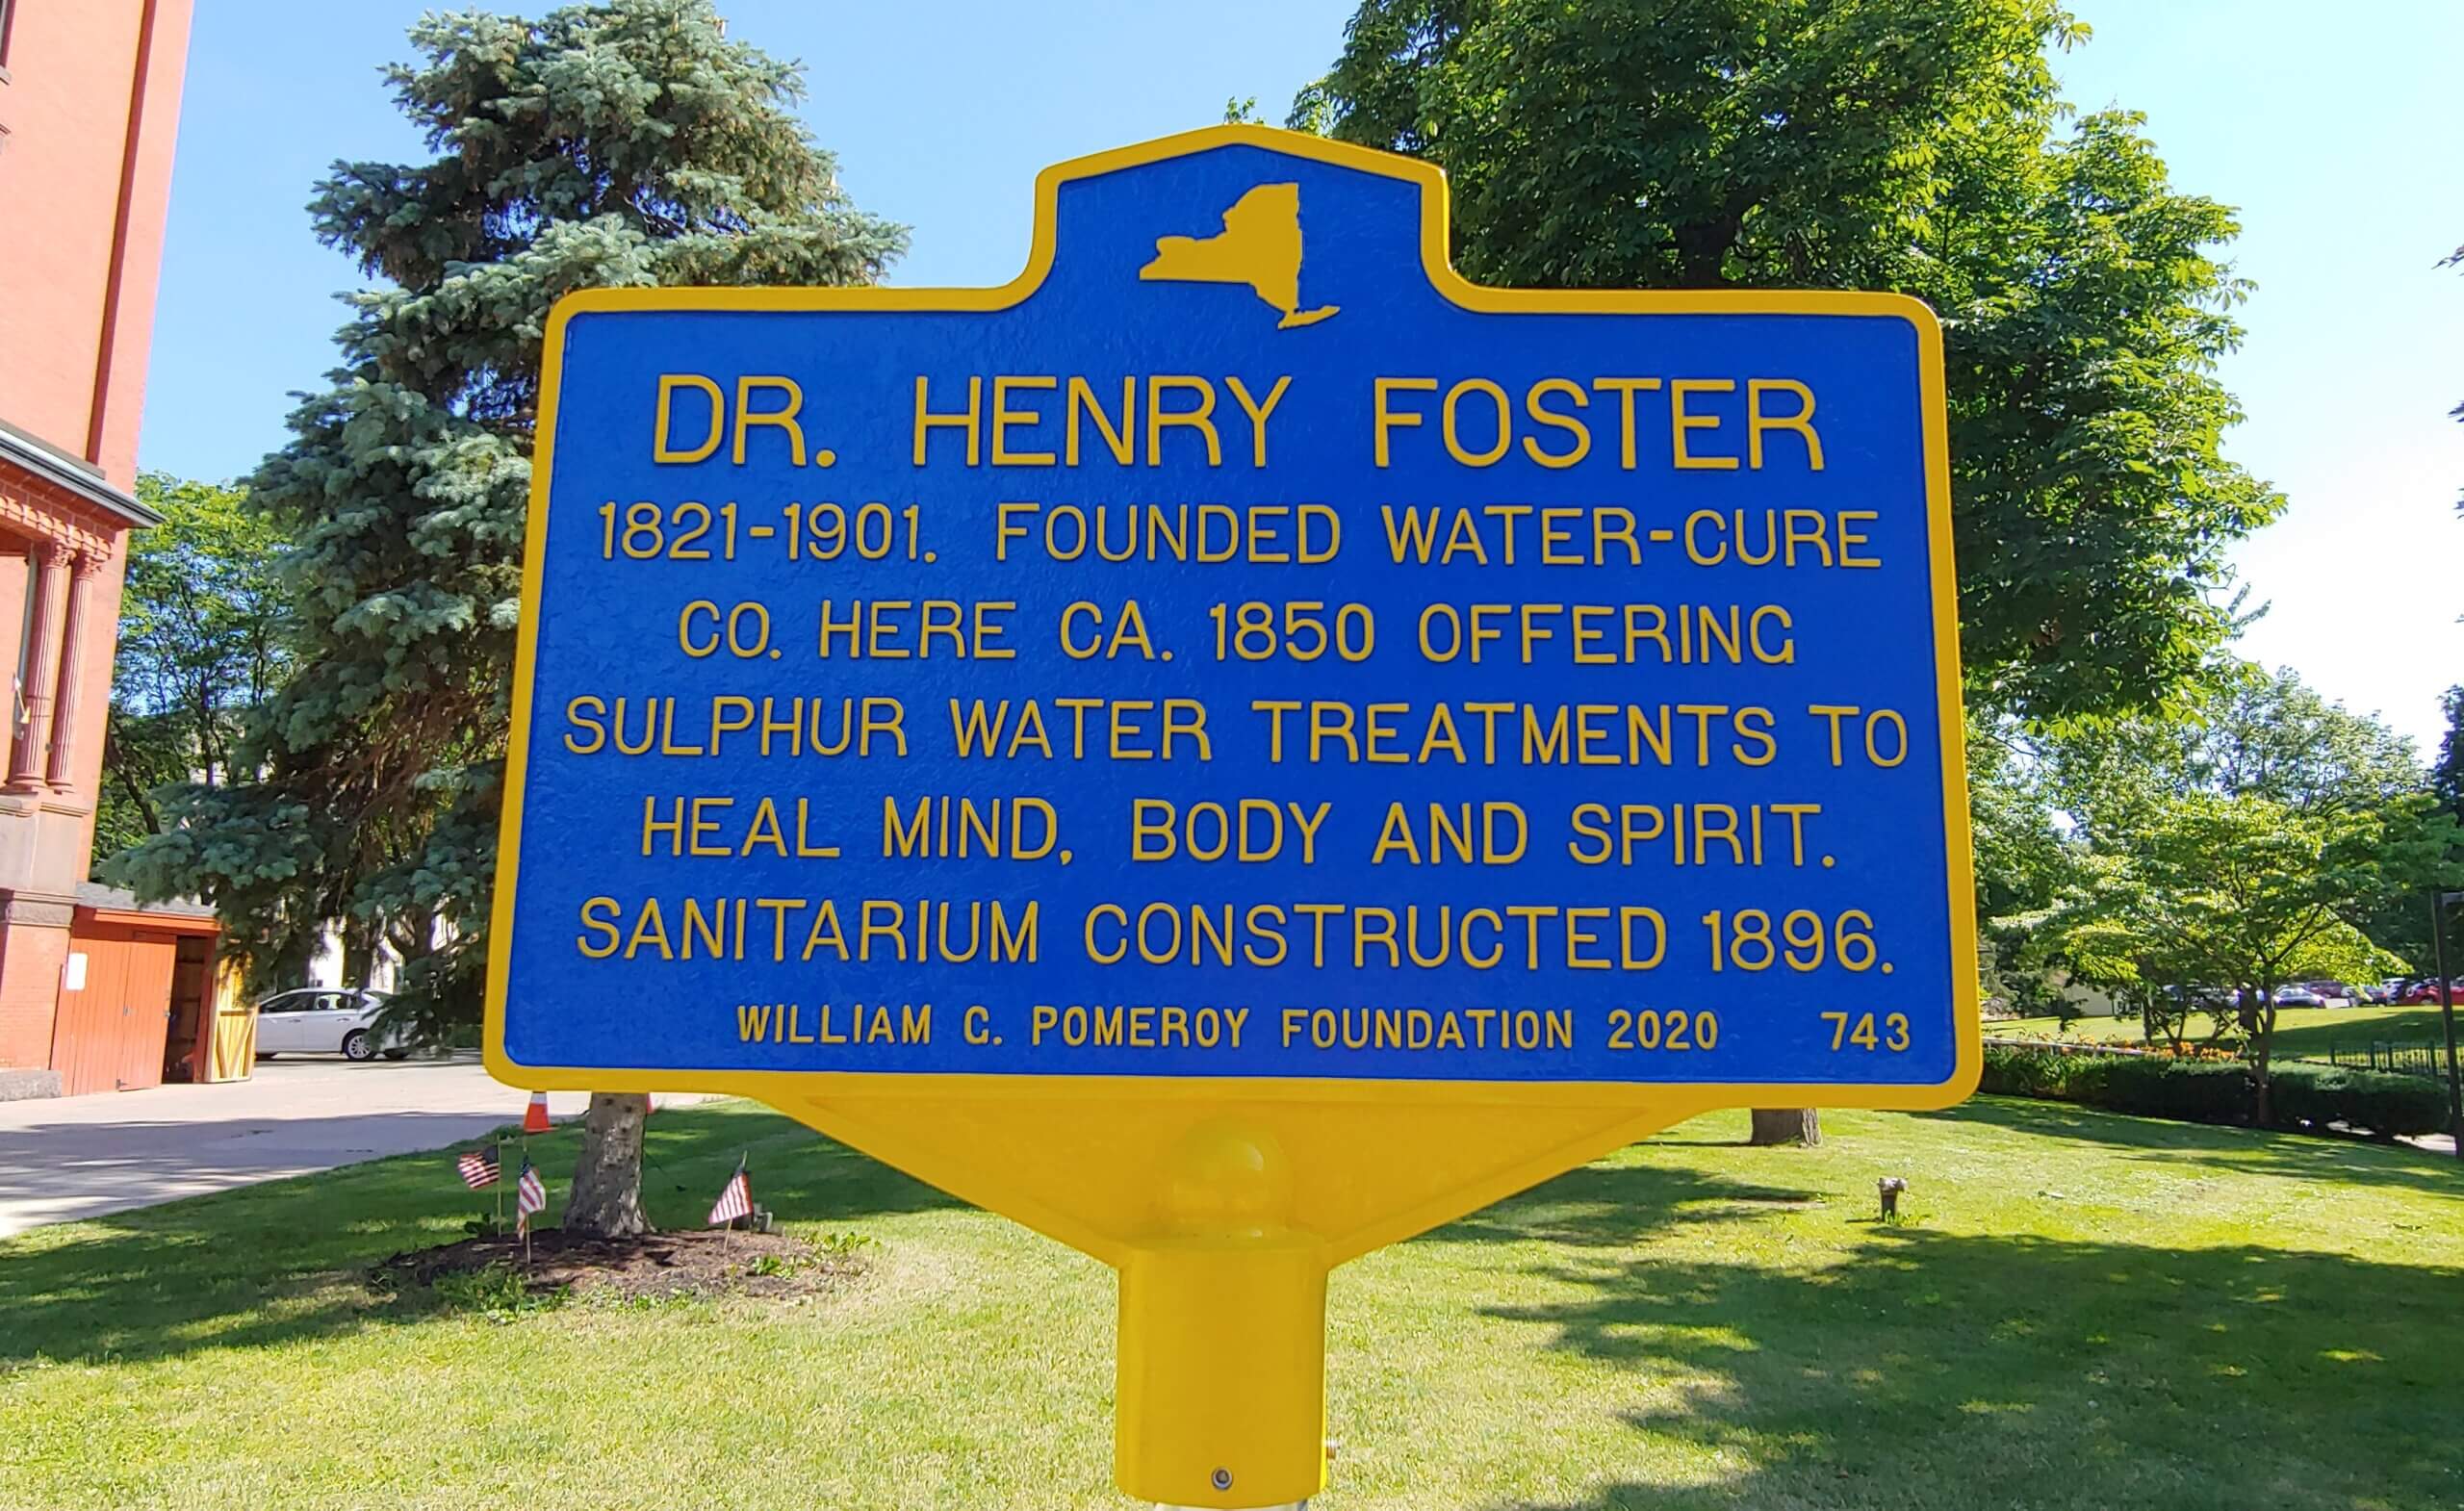 DR. HENRY FOSTER
1821-1901. FOUNDED WATER-CURE
CO. HERE CA. 1850 OFFERING
SULPHUR WATER TREATMENTS TO
HEAL MIND, BODY AND SPIRIT.
SANITARIUM CONSTRUCTED 1896.
WILLIAM G. POMEROY FOUNDATION 2020 743